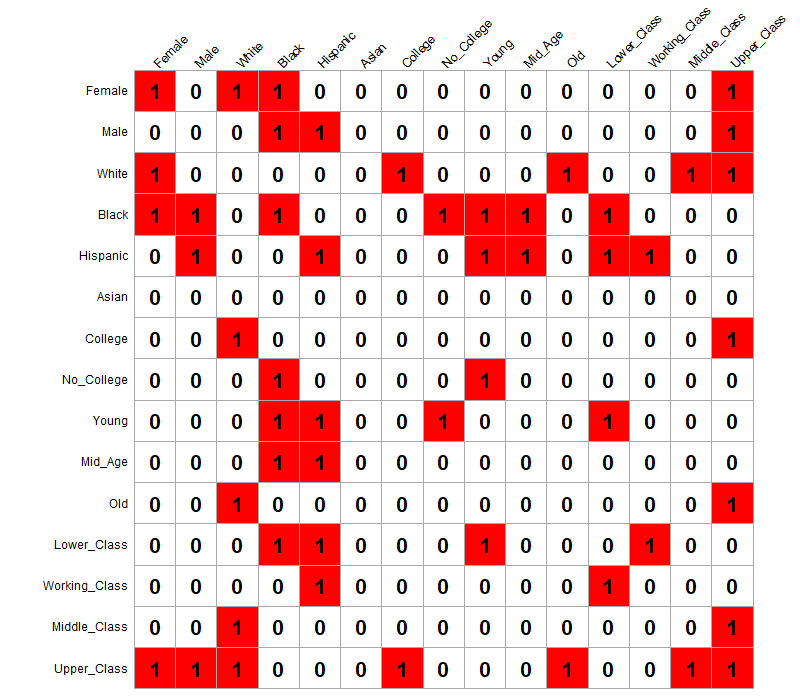 Female Male White Black Hispanic Asian College No_College Young Mid_Age Old Lower_Class Working_Class Middle_Class Upper_Class
Female 1 0 1 1 0 0 0 0 0 0 0 0 0 0 1
Male 0 0 0 1 1 0 0 0 0 0 0 0 0 0 1
White 1 0 0 0 0 0 1 0 0 0 1 0 0 1 1
Black 1 1 0 1 0 0 0 1 1 1 0 1 0 0 0
Hispanic 0 1 0 0 1 0 0 0 1 1 0 1 1 0 0
Asian 0 0 0 0 0 0 0 0 0 0 0 0 0 0 0
College 0 0 1 0 0 0 0 0 0 0 0 0 0 0 1
No_College 0 0 0 1 0 0 0 0 1 0 0 0 0 0 0
Young 0 0 0 1 1 0 0 1 0 0 0 1 0 0 0
Mid_Age 0 0 0 1 1 0 0 0 0 0 0 0 0 0 0
Old 0 0 1 0 0 0 0 0 0 0 0 0 0 0 1
Lower_Class 0 0 0 1 1 0 0 0 1 0 0 0 1 0 0
Working_Class 0 0 0 0 1 0 0 0 0 0 0 1 0 0 0
Middle_Class 0 0 1 0 0 0 0 0 0 0 0 0 0 0 1
Upper_Class 1 1 1 0 0 0 1 0 0 0 1 0 0 1 1